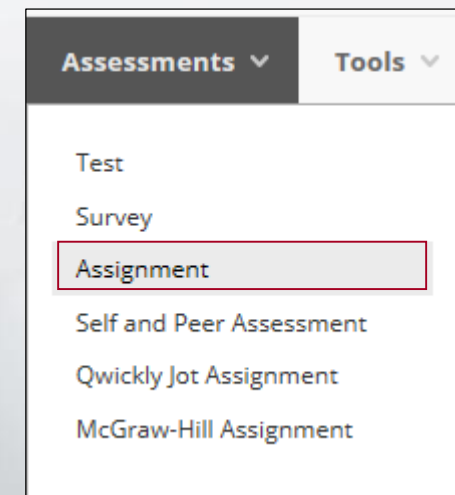 Assessments Tools
Test
Survey
Assignment
Self and Peer Assessment
Qwickly Jot Assignment
McGraw-Hill Assignment